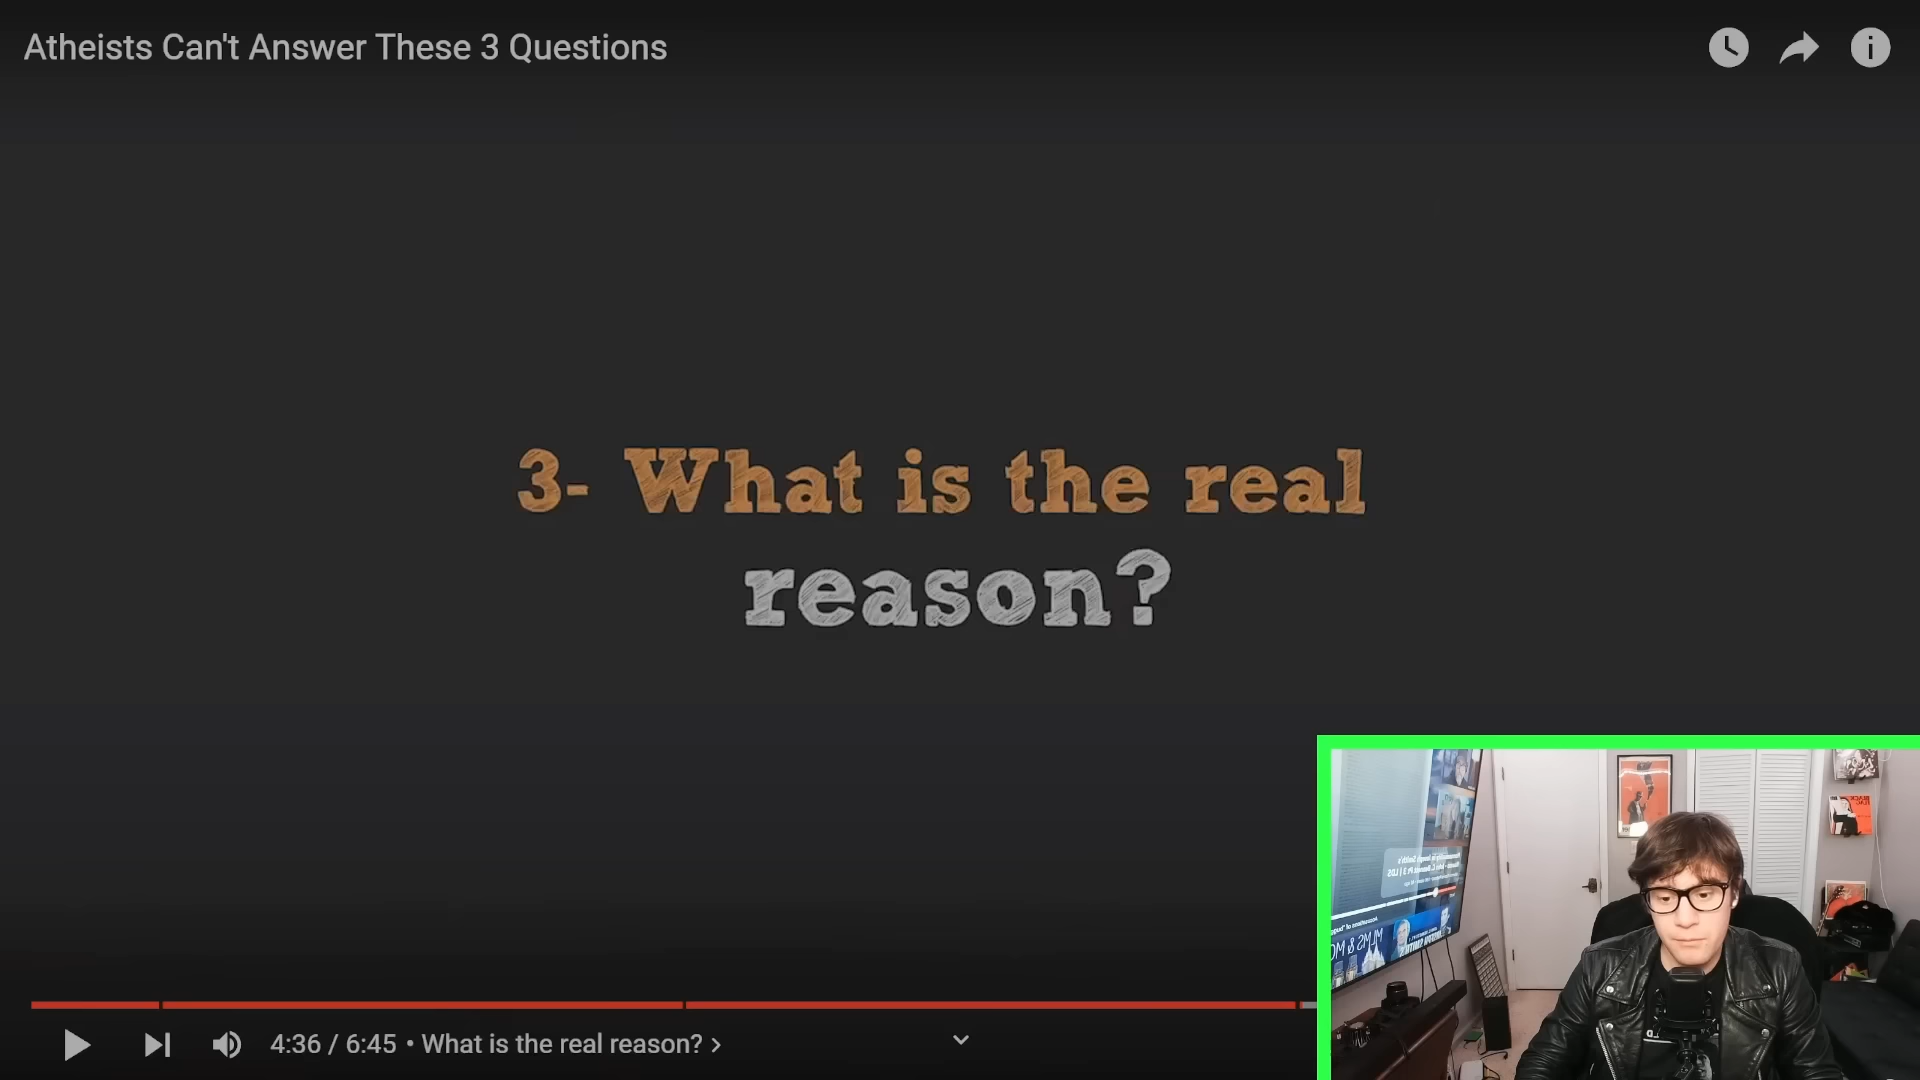 Atheists Can't Answer These 3 Questions
3- What is the real
reason?
4:36 / 6:45 • What is the real reason? ›